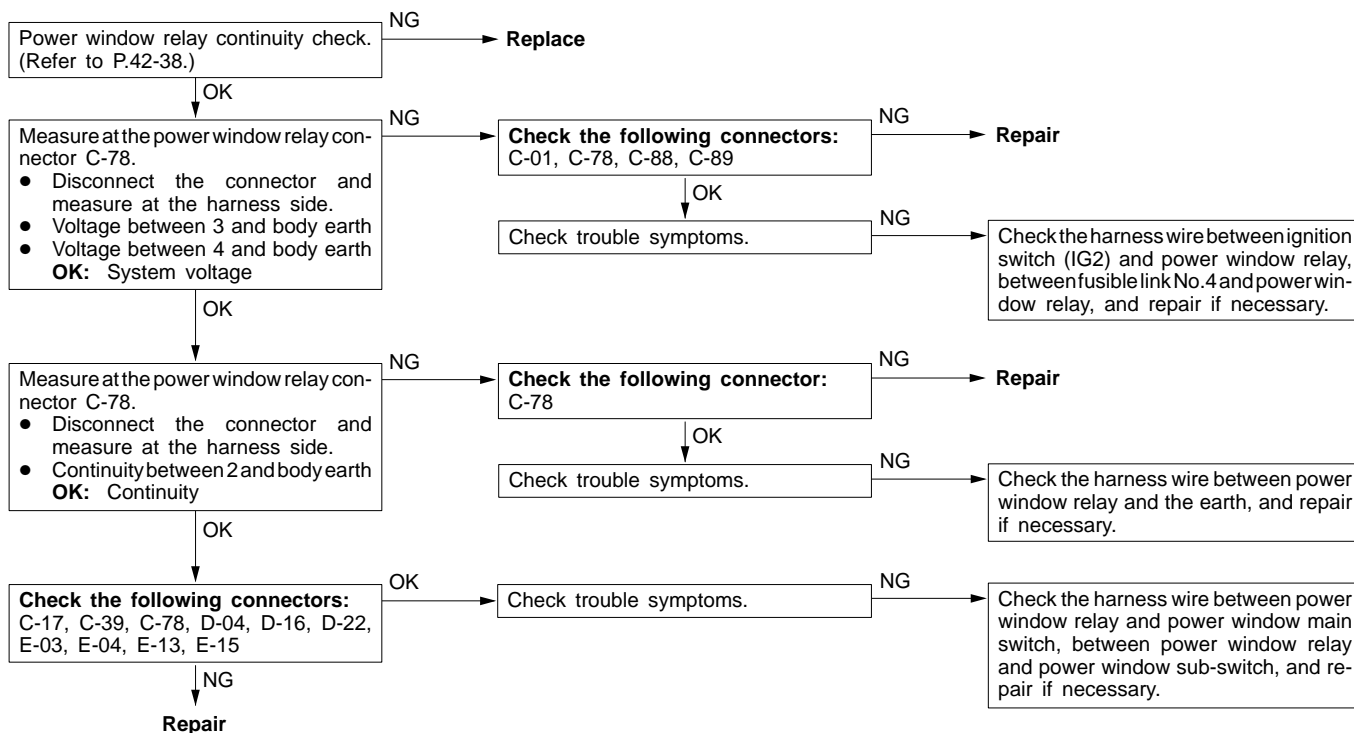 Power window relay continuity check.
(Refer to P.42-38.)
NG
Replace
OK
Measure at the power window relay con-
nector C-78.
● Disconnect the connector and
measure at the harness side.
● Voltage between 3 and body earth
● Voltage between 4 and body earth
OK: System voltage
NG
Check the following connectors:
C-01, C-78, C-88, C-89
NG
Repair
OK
Check trouble symptoms.
NG
Check the harness wire between ignition
switch (IG2) and power window relay,
between fusible link No.4 and power win-
dow relay, and repair if necessary.
OK
Measure at the power window relay con-
nector C-78.
● Disconnect the connector and
measure at the harness side.
● Continuity between 2 and body earth
OK: Continuity
NG
Check the following connector:
C-78
NG
Repair
OK
Check trouble symptoms.
NG
Check the harness wire between power
window relay and the earth, and repair
if necessary.
OK
Check the following connectors:
C-17, C-39, C-78, D-04, D-16, D-22,
E-03, E-04, E-13, E-15
OK
Check trouble symptoms.
NG
Check the harness wire between power
window relay and power window main
switch, between power window relay
and power window sub-switch, and re-
pair if necessary.
NG
Repair